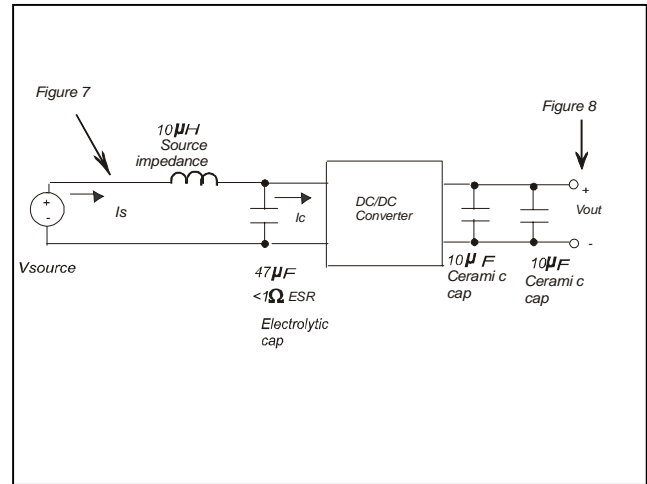 Figure 7
Figure 8
10µH
Source
impedance
+
-
Is
Ic
DC/DC
Converter
+
Vout
-
Vsource
47µF
<1Ω ESR
Electrolytic
cap
10µ F
Cerami c
cap
10µF
Cerami c
cap